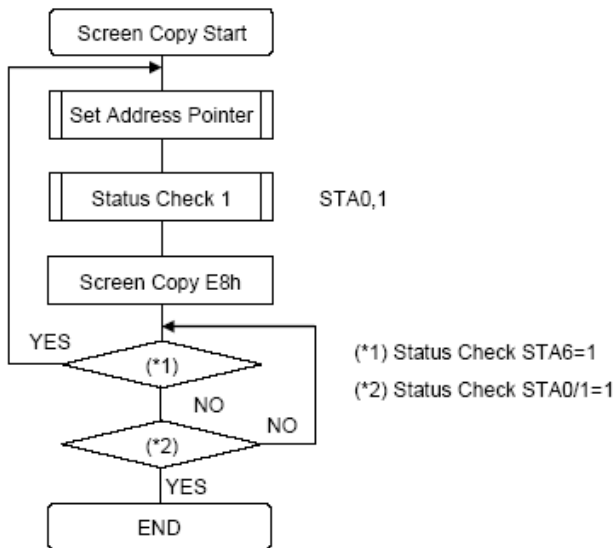 Screen Copy Start
Set Address Pointer
Status Check 1
STA0,1
Screen Copy E8h
YES
(*1)
(*1) Status Check STA6=1
NO
(*2) Status Check STA0/1=1
NO
(*2)
YES
END